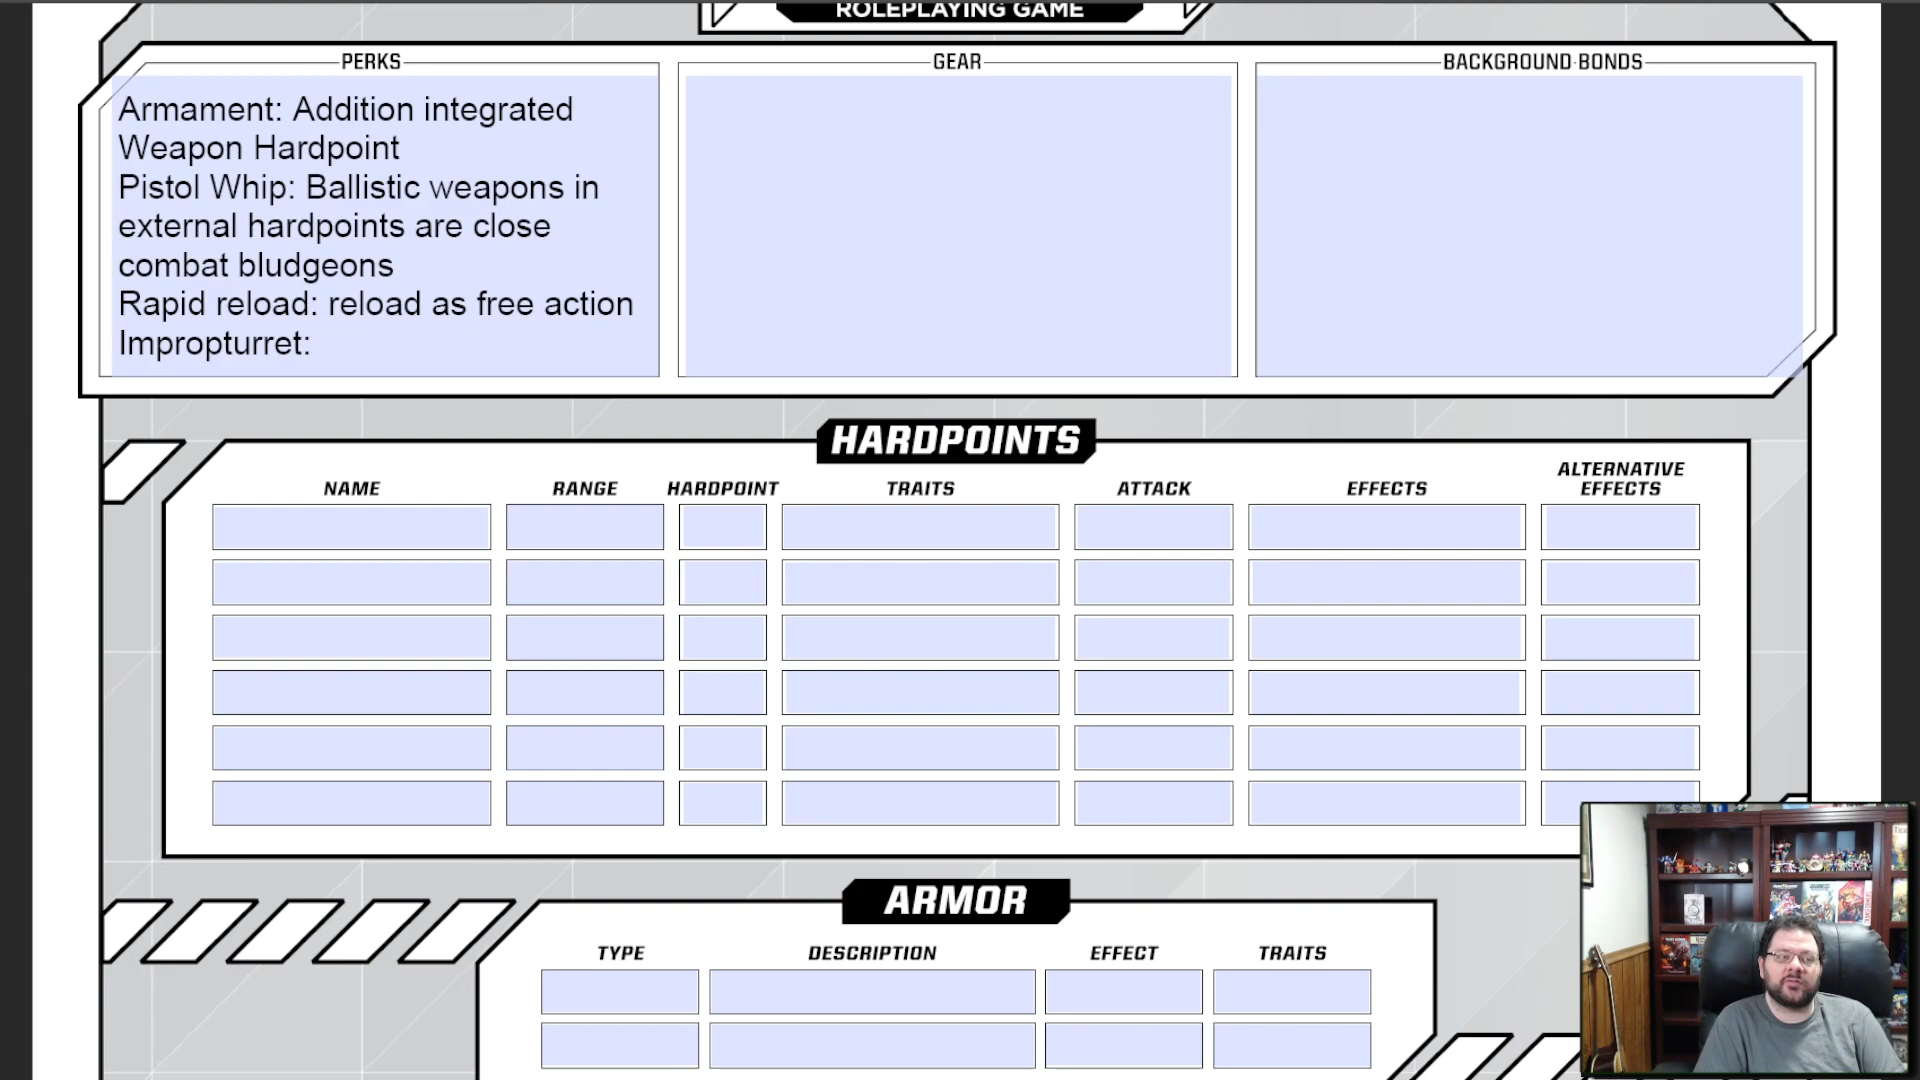 ROLEPLAYING GAME
PERKS
Armament: Addition integrated
Weapon Hardpoint
Pistol Whip: Ballistic weapons in
external hardpoints are close
combat bludgeons
Rapid reload: reload as free action
Impropturret:
GEAR
BACKGROUND BONDS
HARDPOINTS
NAME
RANGE
HARDPOINT
TRAITS
ATTACK
EFFECTS
ALTERNATIVE
EFFECTS
ARMOR
TYPE
DESCRIPTION
EFFECT
TRAITS